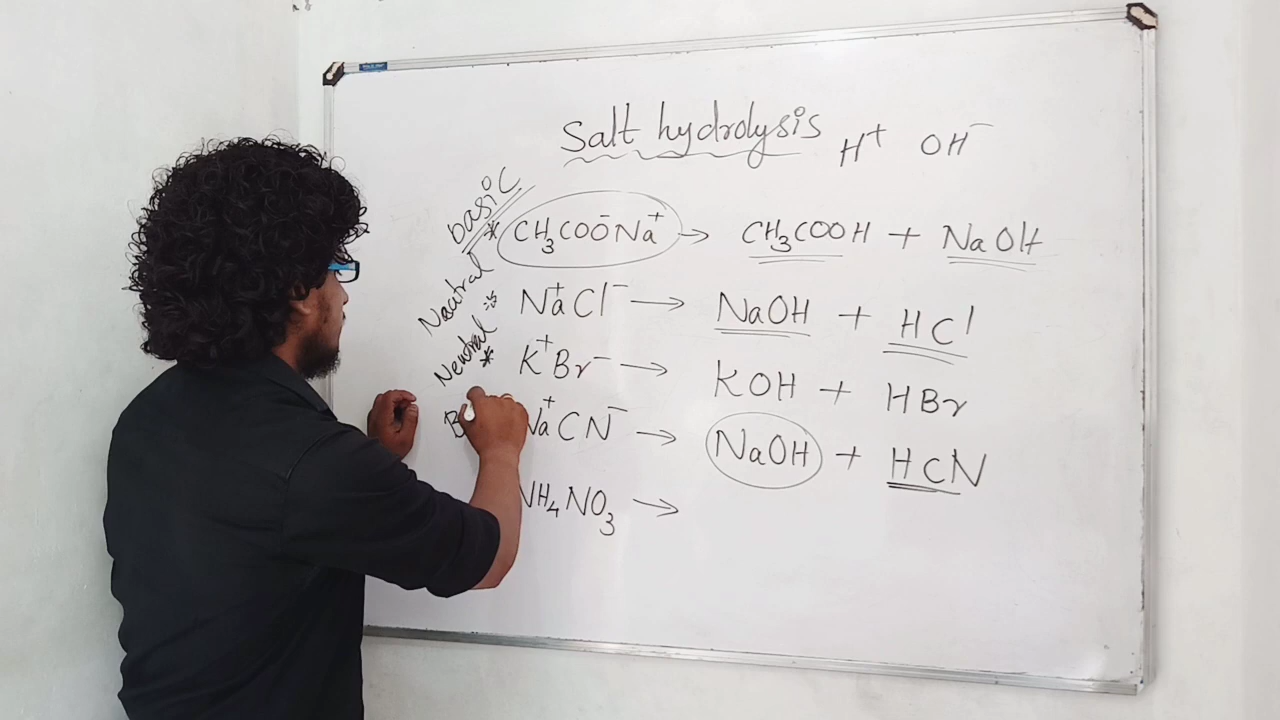 Salt hydrolysis H⁺ OH⁻
basic * CH₃COO⁻Na⁺ → CH₃COOH + NaOH
Neutral * Na⁺Cl⁻ → NaOH + HCl
Neutral * K⁺Br⁻ → KOH + HBr
Na⁺CN⁻ → NaOH + HCN
NH₄NO₃ →